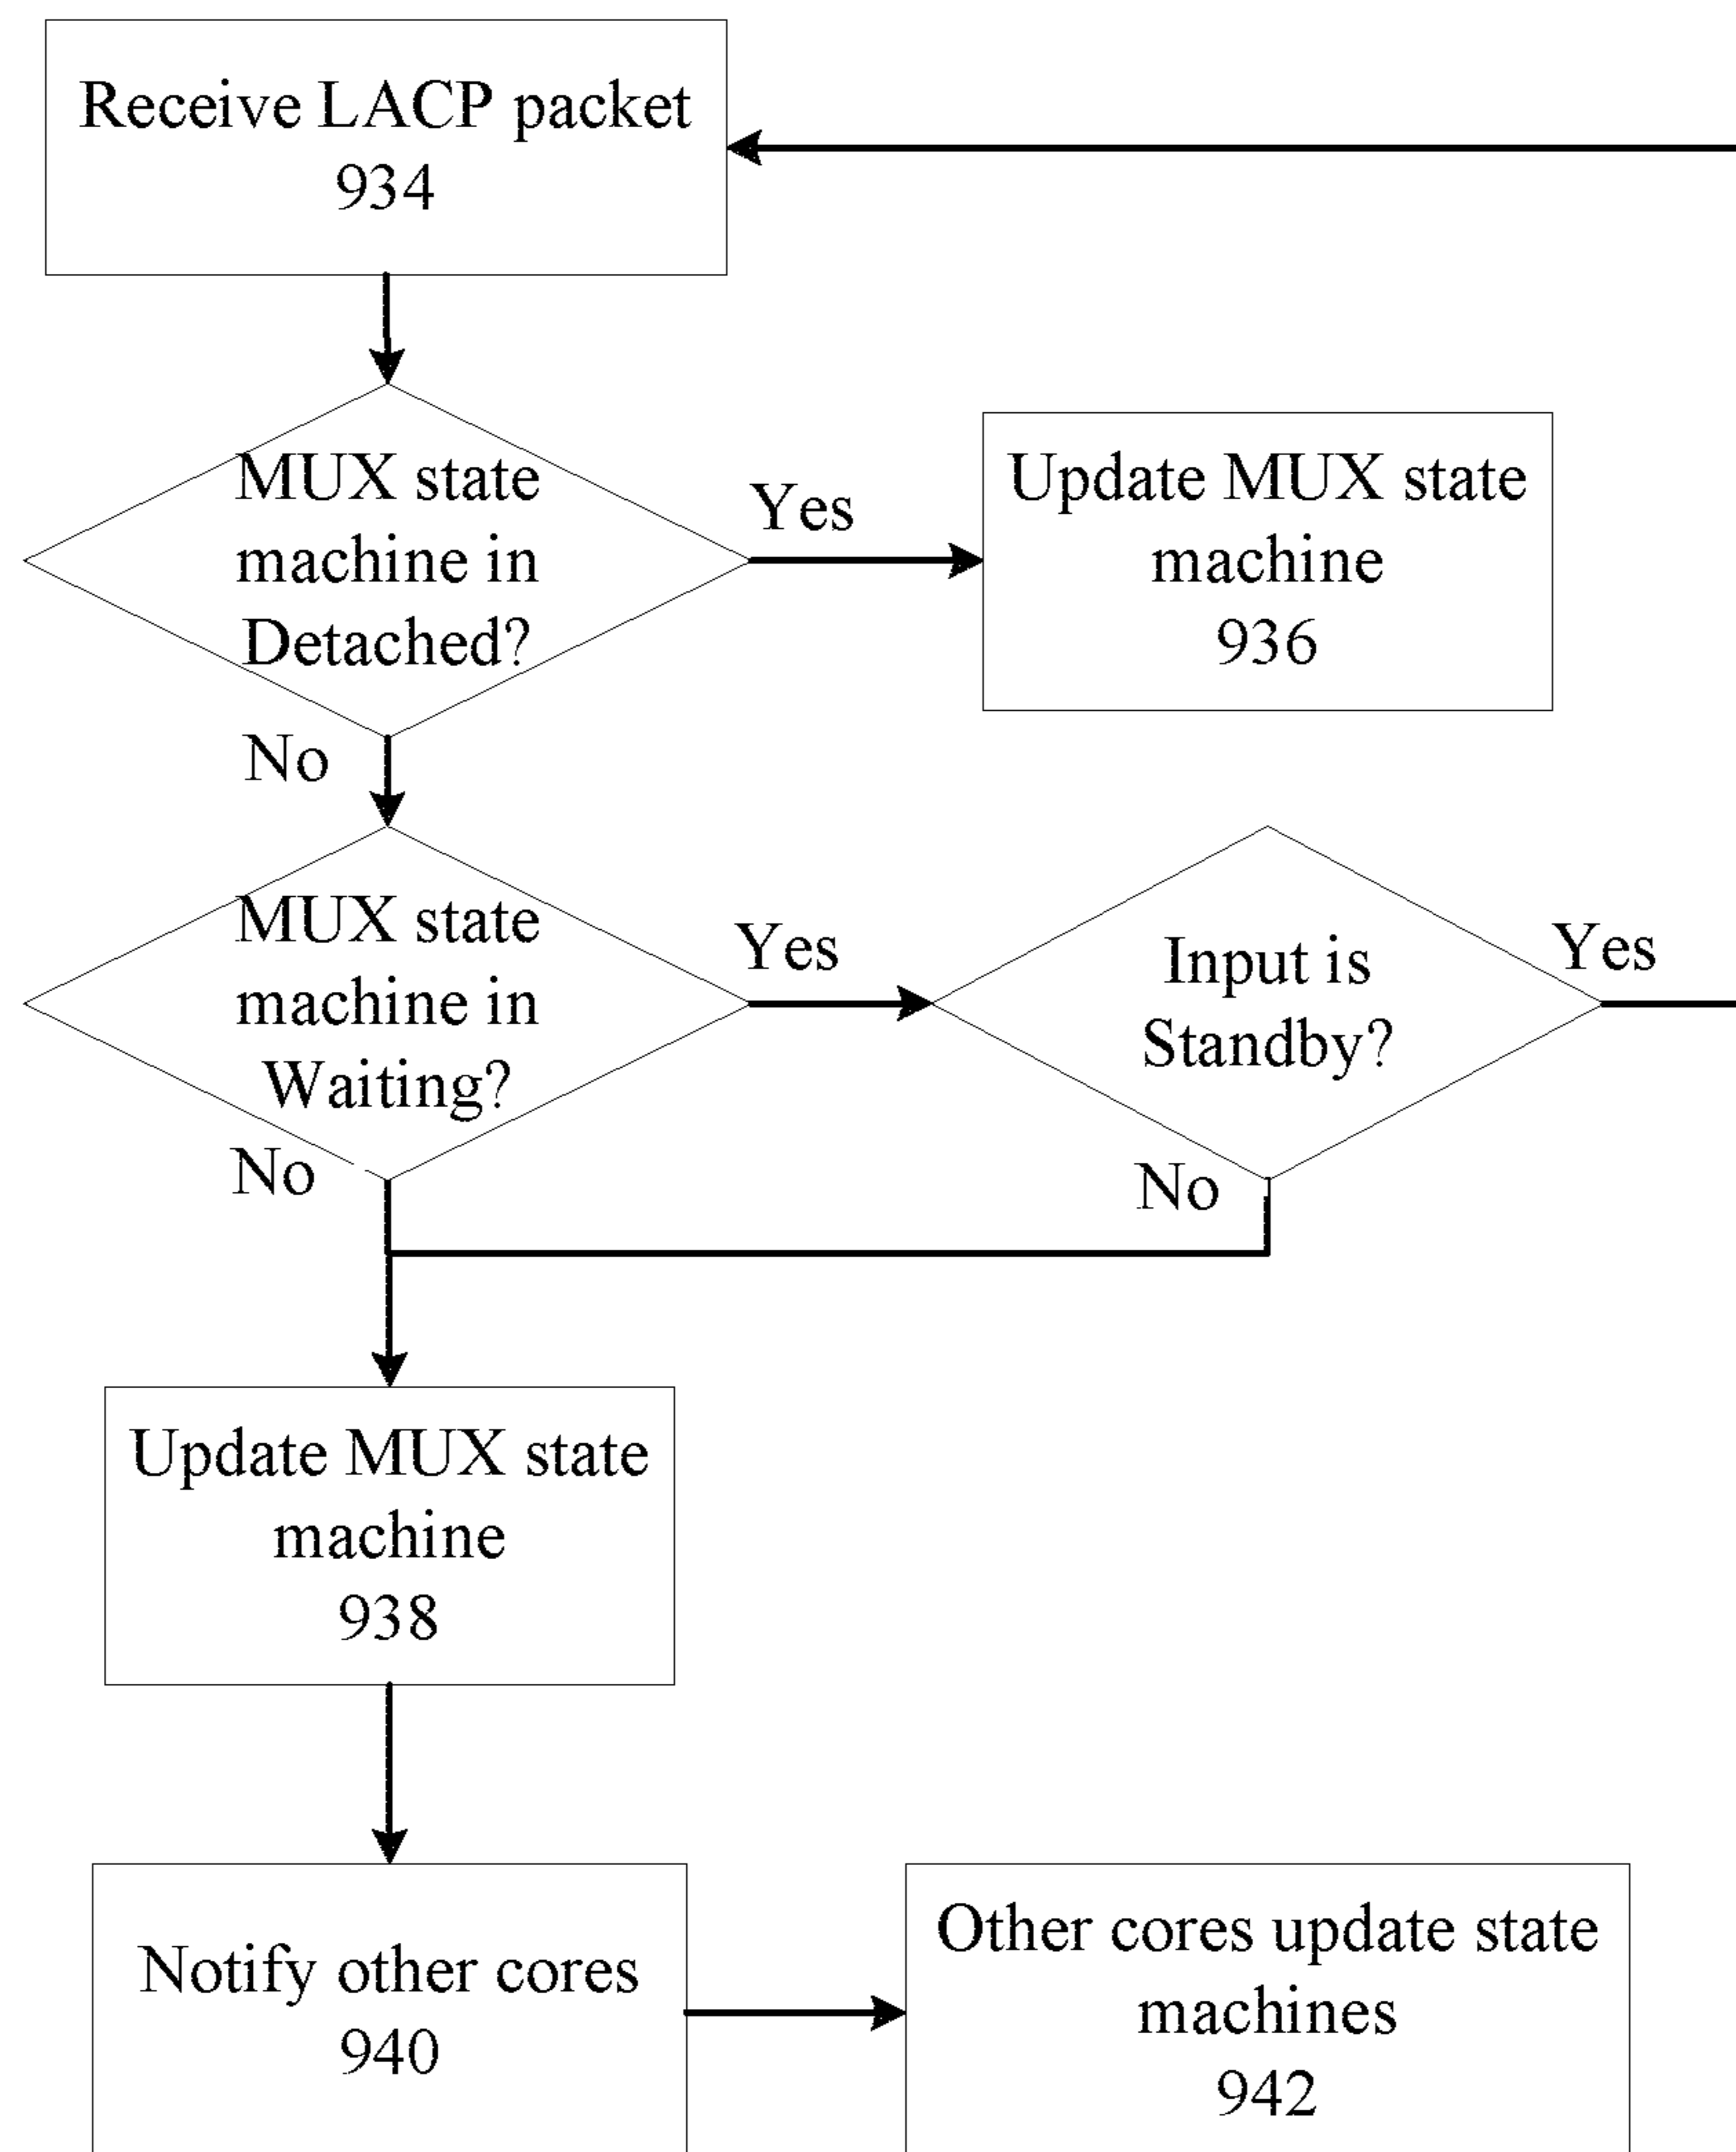 Receive LACP packet
934
MUX state
machine in
Detached?
Yes
Update MUX state
machine
936
No
MUX state
machine in
Waiting?
Yes
Input is
Standby?
Yes
No
No
Update MUX state
machine
938
Notify other cores
940
Other cores update state
machines
942